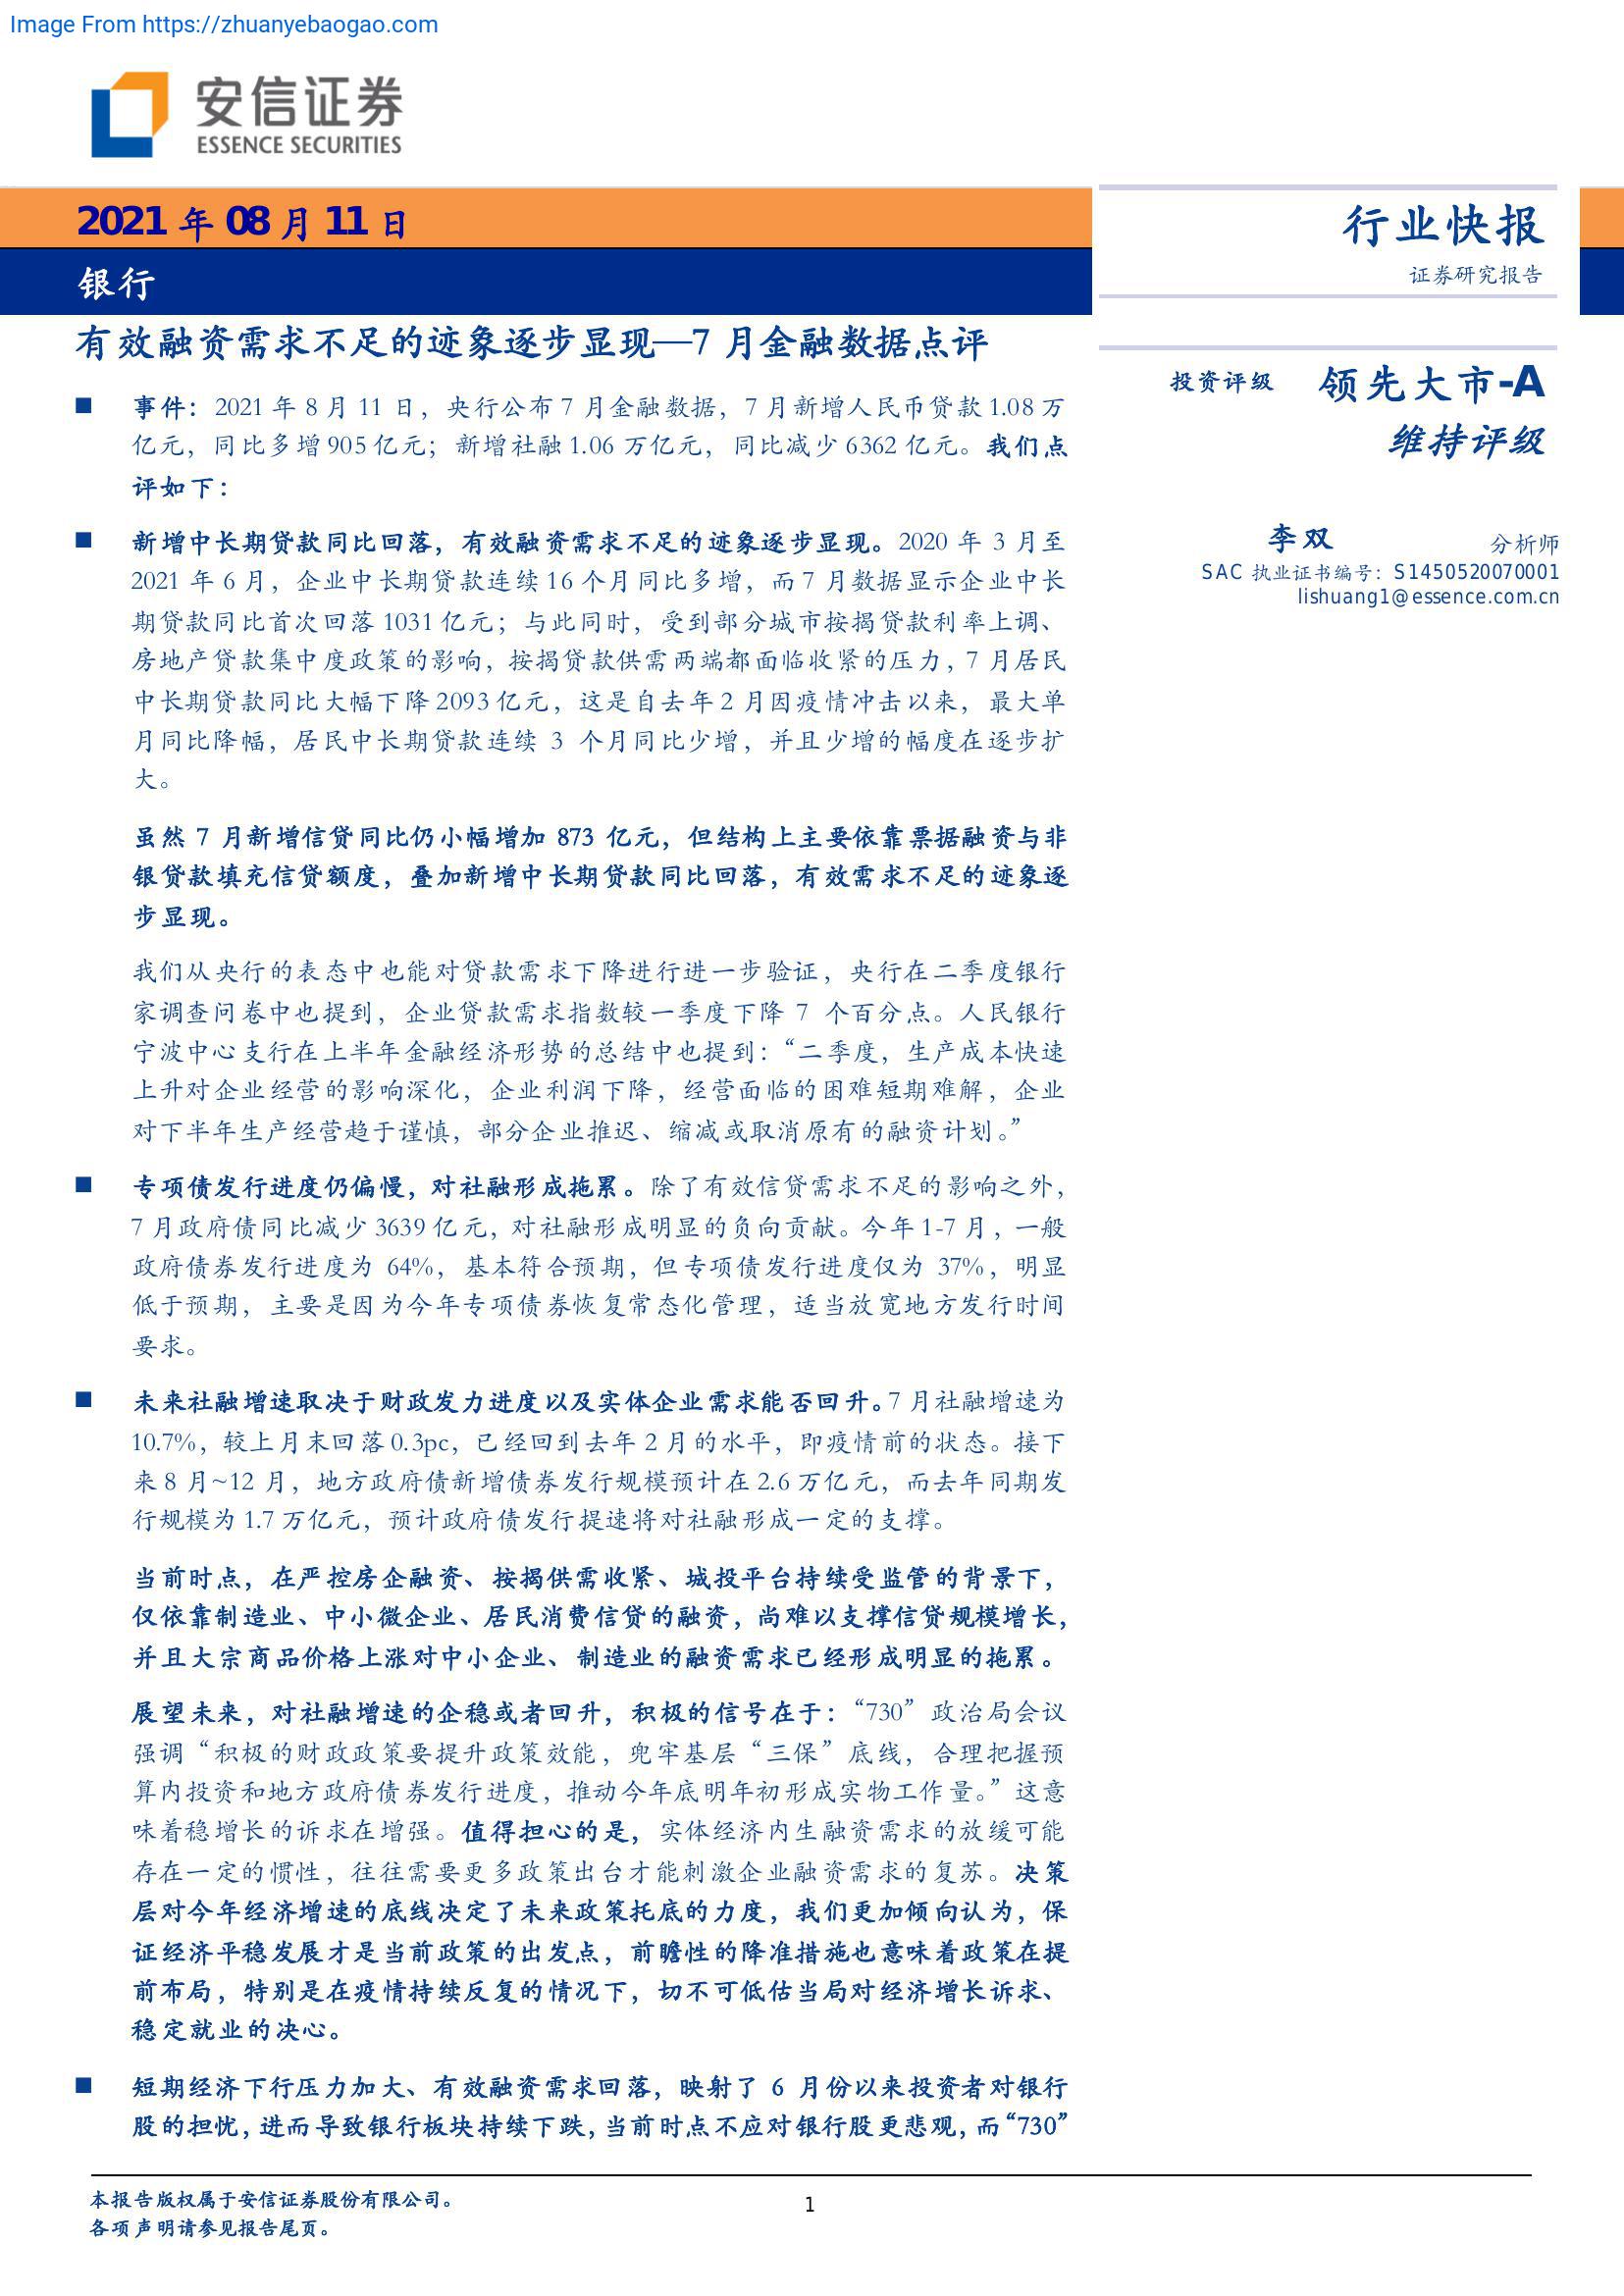 Image From https://zhuanyebaogao.com
安信证券
ESSENCE SECURITIES
2021 年 08 月 11 日
银行
行业快报
证券研究报告
有效融资需求不足的迹象逐步显现—7 月金融数据点评
■ 事件：2021 年 8 月 11 日，央行公布 7 月金融数据，7 月新增人民币贷款 1.08 万
亿元，同比多增 905 亿元；新增社融 1.06 万亿元，同比减少 6362 亿元。我们点
评如下：
■ 新增中长期贷款同比回落，有效融资需求不足的迹象逐步显现。2020 年 3 月至
2021 年 6 月，企业中长期贷款连续 16 个月同比多增，而 7 月数据显示企业中长
期贷款同比首次回落 1031 亿元；与此同时，受到部分城市按揭贷款利率上调、
房地产贷款集中度政策的影响，按揭贷款供需两端都面临收紧的压力，7 月居民
中长期贷款同比大幅下降 2093 亿元，这是自去年 2 月因疫情冲击以来，最大单
月同比降幅，居民中长期贷款连续 3 个月同比少增，并且少增的幅度在逐步扩
大。
虽然 7 月新增信贷同比仍小幅增加 873 亿元，但结构上主要依靠票据融资与非
银贷款填充信贷额度，叠加新增中长期贷款同比回落，有效需求不足的迹象逐
步显现。
我们从央行的表态中也能对贷款需求下降进行进一步验证，央行在二季度银行
家调查问卷中也提到，企业贷款需求指数较一季度下降 7 个百分点。人民银行
宁波中心支行在上半年金融经济形势的总结中也提到：“二季度，生产成本快速
上升对企业经营的影响深化，企业利润下降，经营面临的困难短期难解，企业
对下半年生产经营趋于谨慎，部分企业推迟、缩减或取消原有的融资计划。”
■ 专项债发行进度仍偏慢，对社融形成拖累。除了有效信贷需求不足的影响之外，
7 月政府债同比减少 3639 亿元，对社融形成明显的负向贡献。今年 1-7 月，一般
政府债券发行进度为 64%，基本符合预期，但专项债发行进度仅为 37%，明显
低于预期，主要是因为今年专项债券恢复常态化管理，适当放宽地方发行时间
要求。
■ 未来社融增速取决于财政发力进度以及实体企业需求能否回升。7 月社融增速为
10.7%，较上月末回落 0.3pc，已经回到去年 2 月的水平，即疫情前的状态。接下
来 8 月~12 月，地方政府债新增债券发行规模预计在 2.6 万亿元，而去年同期发
行规模为 1.7 万亿元，预计政府债发行提速将对社融形成一定的支撑。
当前时点，在严控房企融资、按揭供需收紧、城投平台持续受监管的背景下，
仅依靠制造业、中小微企业、居民消费信贷的融资，尚难以支撑信贷规模增长，
并且大宗商品价格上涨对中小企业、制造业的融资需求已经形成明显的拖累。
展望未来，对社融增速的企稳或者回升，积极的信号在于：“730”政治局会议
强调“积极的财政政策要提升政策效能，兜牢基层“三保”底线，合理把握预
算内投资和地方政府债券发行进度，推动今年底明年初形成实物工作量。”这意
味着稳增长的诉求在增强。值得担心的是，实体经济内生融资需求的放缓可能
存在一定的惯性，往往需要更多政策出台才能刺激企业融资需求的复苏。决策
层对今年经济增速的底线决定了未来政策托底的力度，我们更加倾向认为，保
证经济平稳发展才是当前政策的出发点，前瞻性的降准措施也意味着政策在提
前布局，特别是在疫情持续反复的情况下，切不可低估当局对经济增长诉求、
稳定就业的决心。
■ 短期经济下行压力加大、有效融资需求回落，映射了 6 月份以来投资者对银行
股的担忧，进而导致银行板块持续下跌，当前时点不应对银行股更悲观，而“730”
投资评级 领先大市-A
维持评级
李双 分析师
SAC 执业证书编号：S1450520070001
lishuang1@essence.com.cn
本报告版权属于安信证券股份有限公司。
1
各项声明请参见报告尾页。